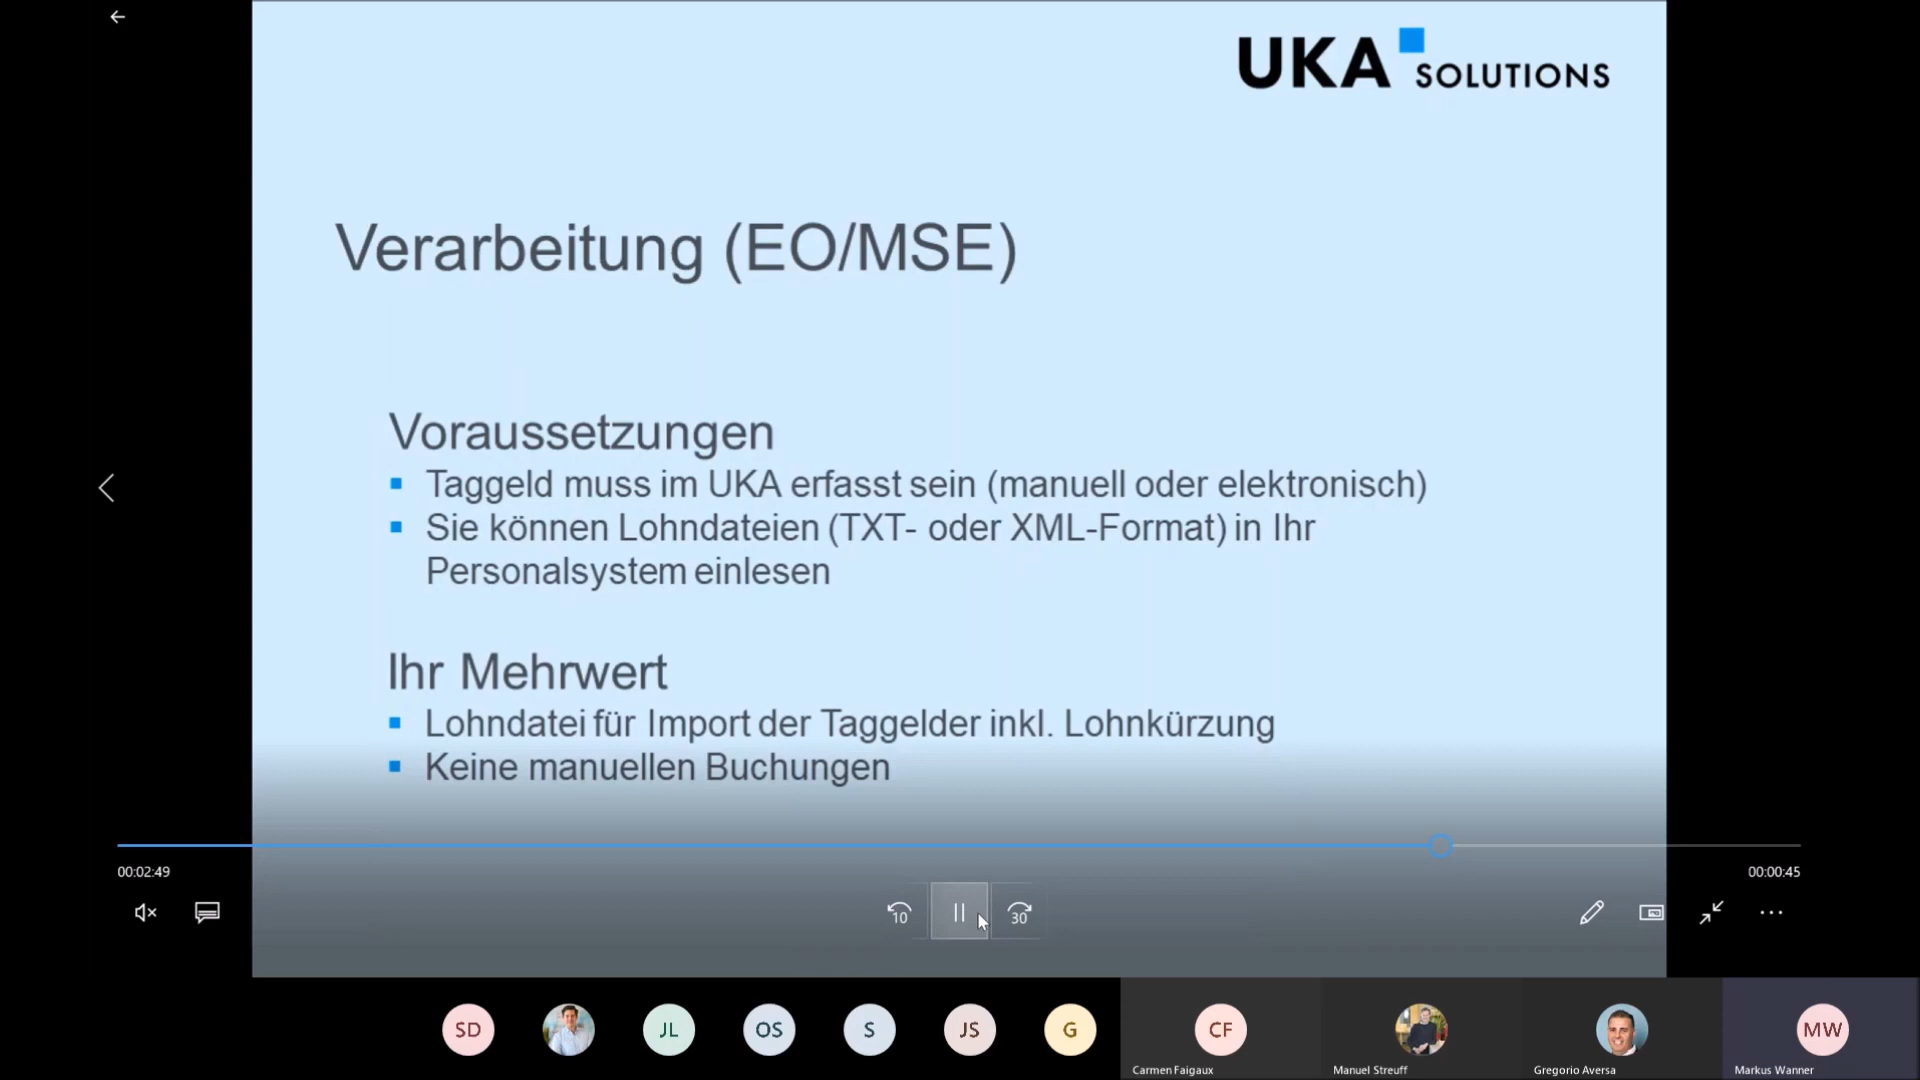 UKA SOLUTIONS
Verarbeitung (EO/MSE)
Voraussetzungen
Taggeld muss im UKA erfasst sein (manuell oder elektronisch)
Sie können Lohndateien (TXT- oder XML-Format) in Ihr
Personalsystem einlesen
Ihr Mehrwert
Lohndatei für Import der Taggelder inkl. Lohnkürzung
Keine manuellen Buchungen
00:02:49
00:00:45
10
30
SD
JL
OS
S
JS
G
CF
MW
Carmen Faigaux
Manuel Streuff
Gregorio Aversa
Markus Wanner